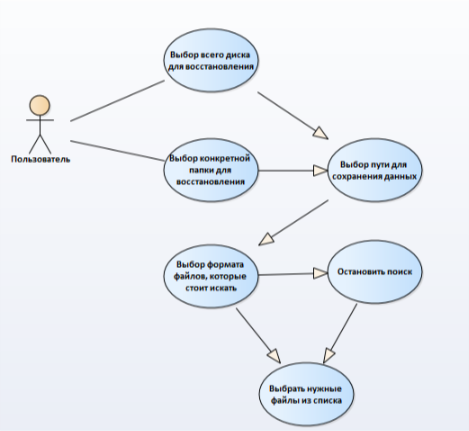 Выбор всего диска
для восстановления
Пользователь
Выбор конкретной
папки для
восстановления
Выбор пути для
сохранения данных
Выбор формата
файлов, которые
стоит искать
Остановить поиск
Выбрать нужные
файлы из списка